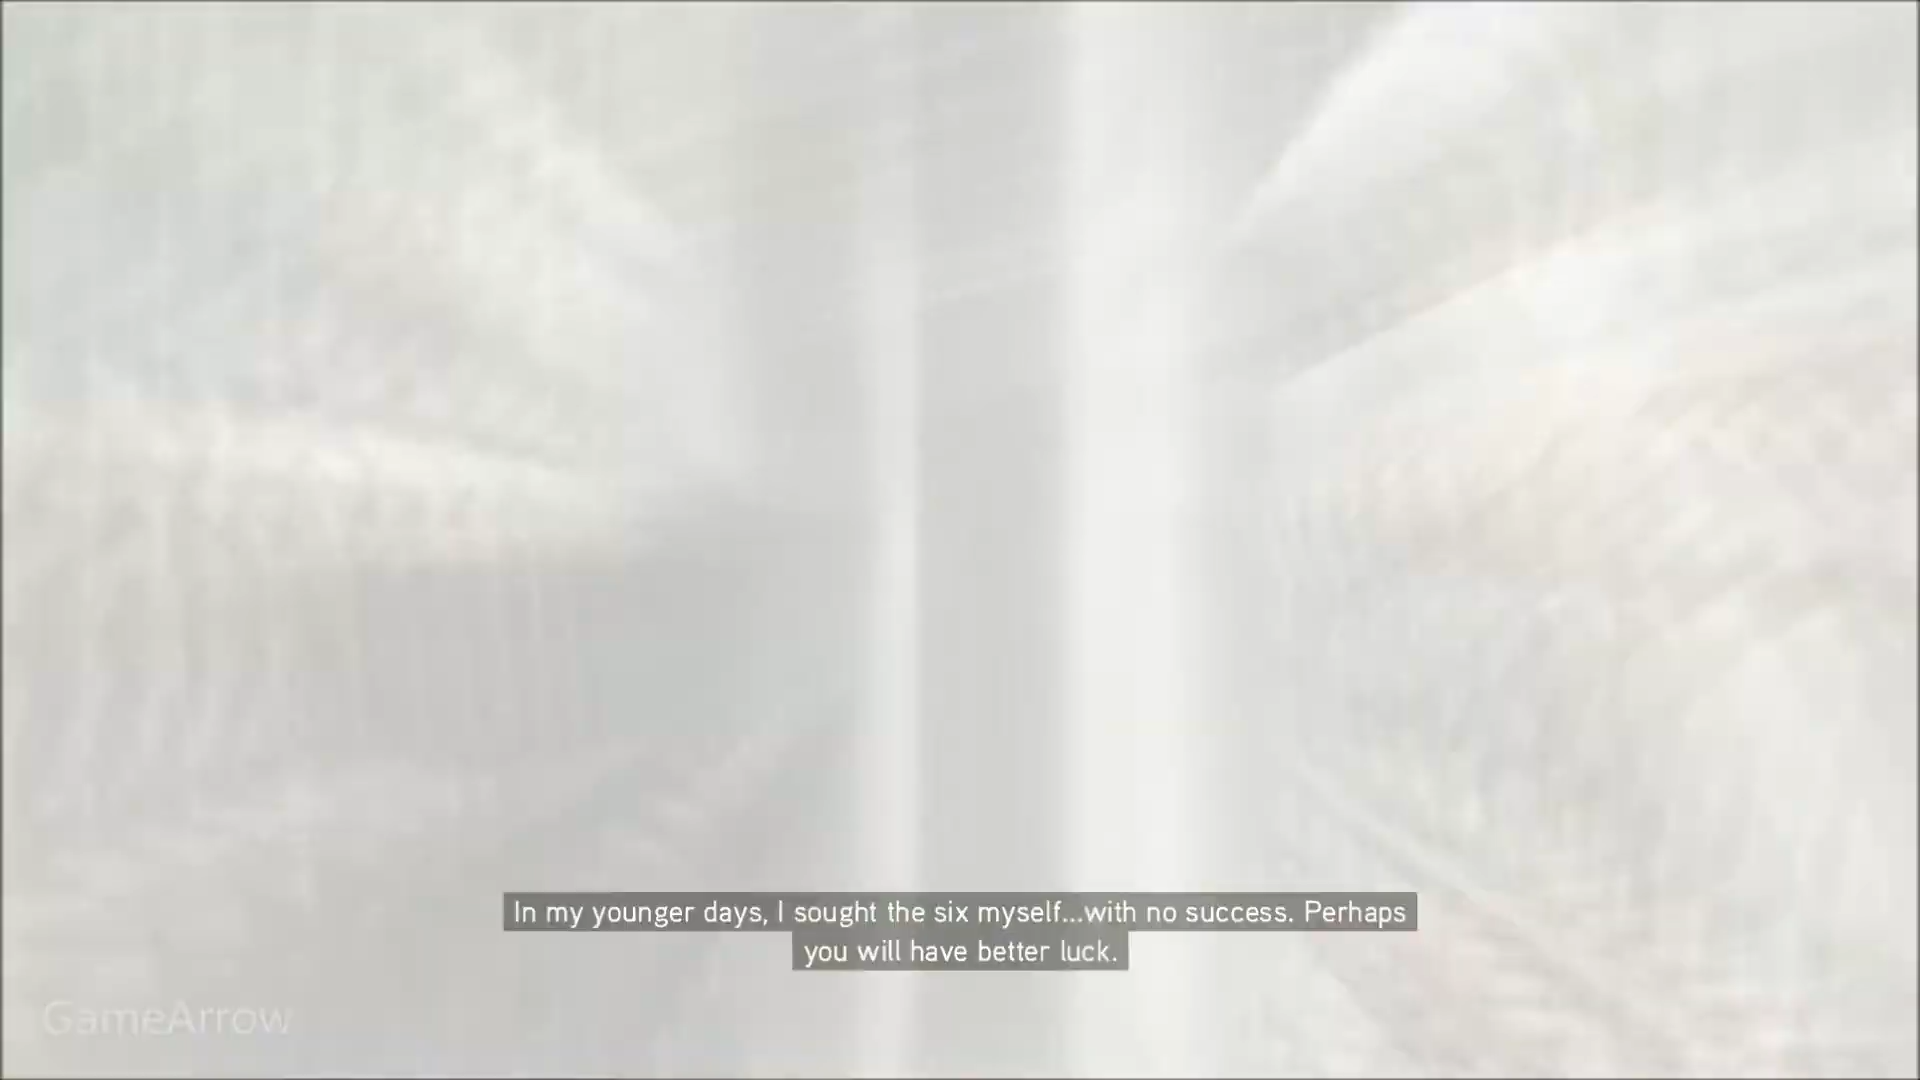 In my younger days, I sought the six myself...with no success. Perhaps
you will have better luck.
GameArrow